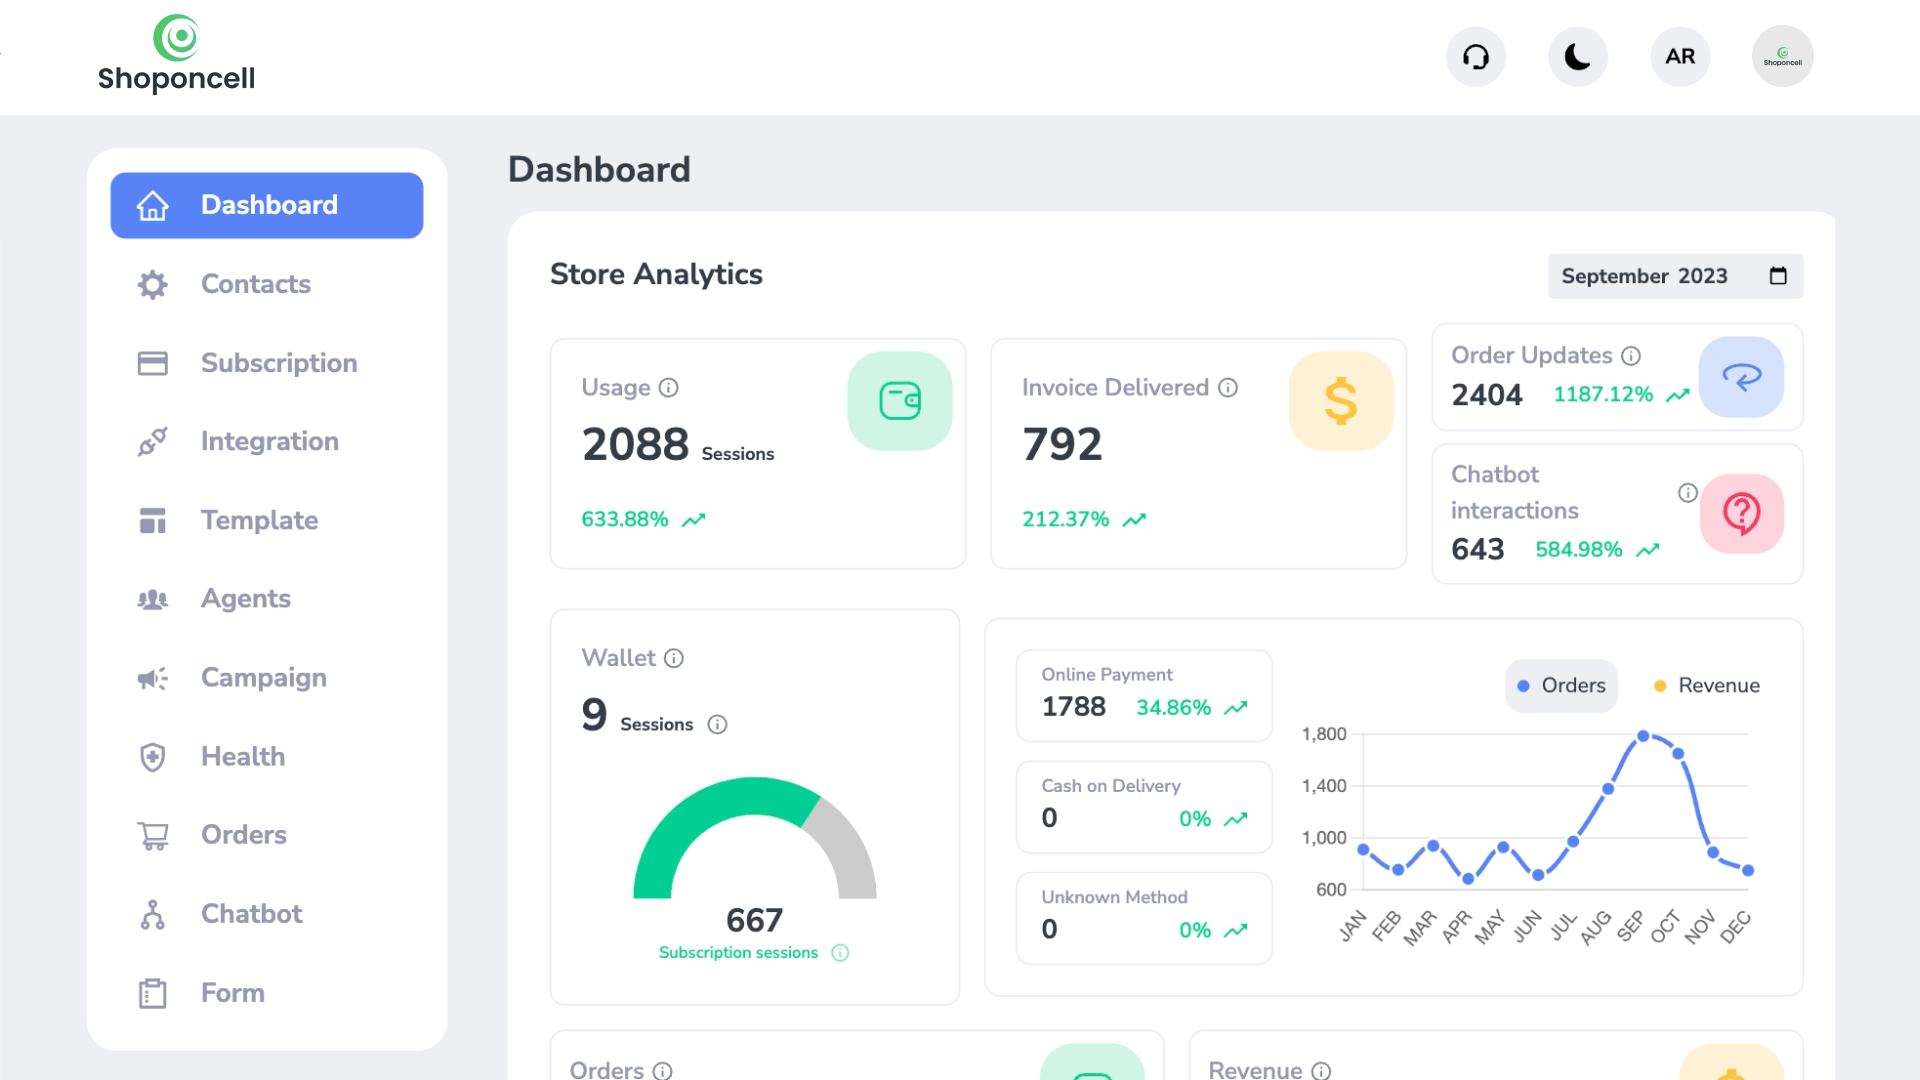 Shoponcell
AR
Shoponcell
Dashboard
Contacts
Subscription
Integration
Template
Agents
Campaign
Health
Orders
Chatbot
Form
Dashboard
Store Analytics
September 2023
Usage
2088 Sessions
633.88%
Invoice Delivered
792
212.37%
Order Updates
2404 1187.12%
Chatbot
interactions
643 584.98%
Wallet
9 Sessions
667
Subscription sessions
Online Payment
1788 34.86%
Cash on Delivery
0 0%
Unknown Method
0 0%
Orders Revenue
1,800
1,400
1,000
600
JAN FEB MAR APR MAY JUN JUL AUG SEP OCT NOV DEC
Orders
Revenue